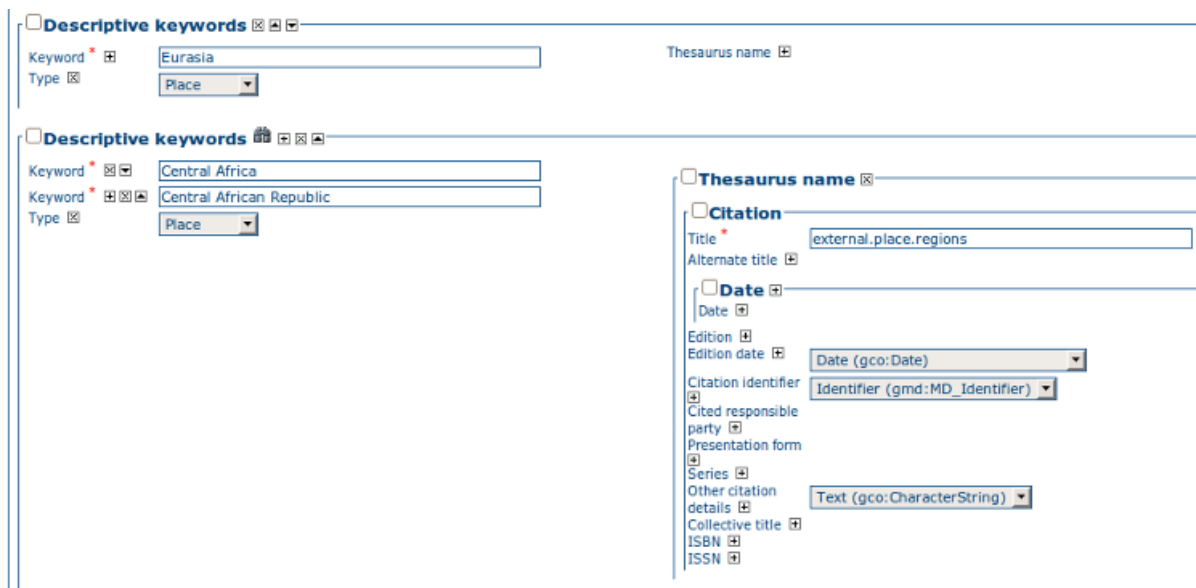 Descriptive keywords
Keyword * Eurasia
Thesaurus name
Type Place
Descriptive keywords
Keyword * Central Africa
Keyword * Central African Republic
Type Place
Thesaurus name
Citation
Title * external.place.regions
Alternate title
Date
Date
Edition
Edition date Date (gco:Date)
Citation identifier Identifier (gmd:MD_Identifier)
Cited responsible
party
Presentation form
Series
Other citation
details Text (gco:CharacterString)
Collective title
ISBN
ISSN